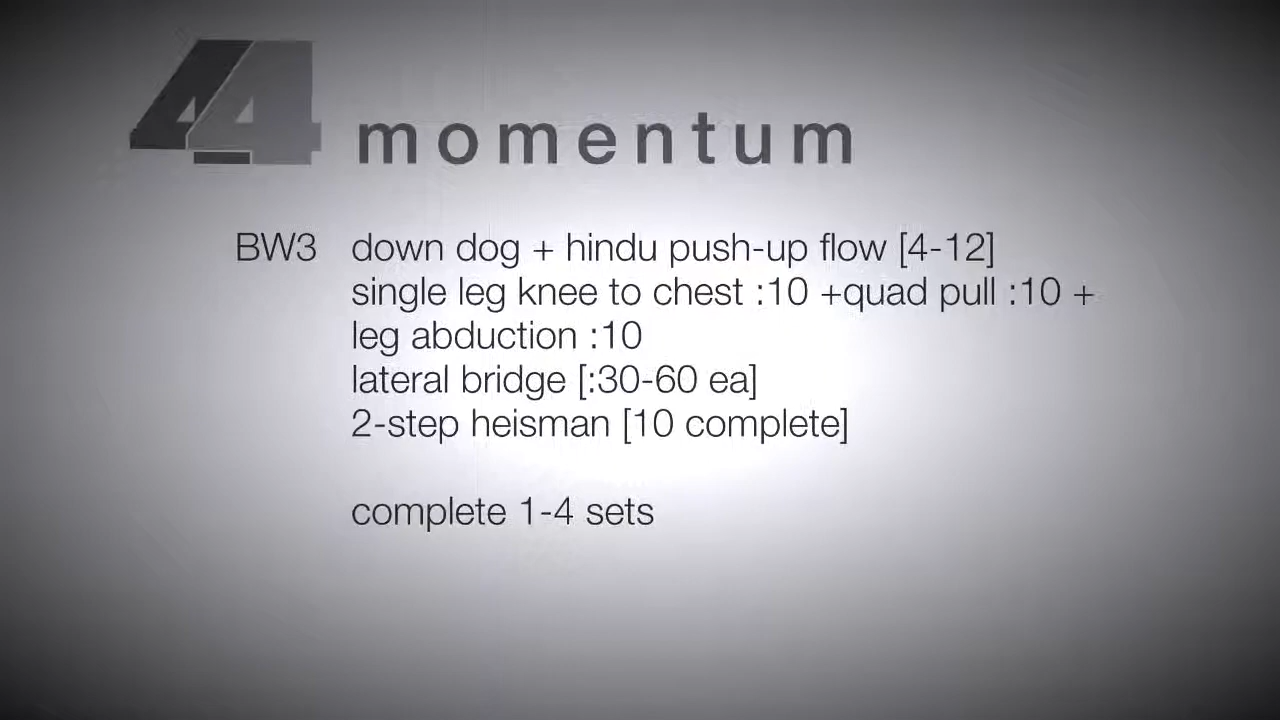 44 momentum
BW3 down dog + hindu push-up flow [4-12]
single leg knee to chest :10 +quad pull :10 +
leg abduction :10
lateral bridge [:30-60 ea]
2-step heisman [10 complete]
complete 1-4 sets